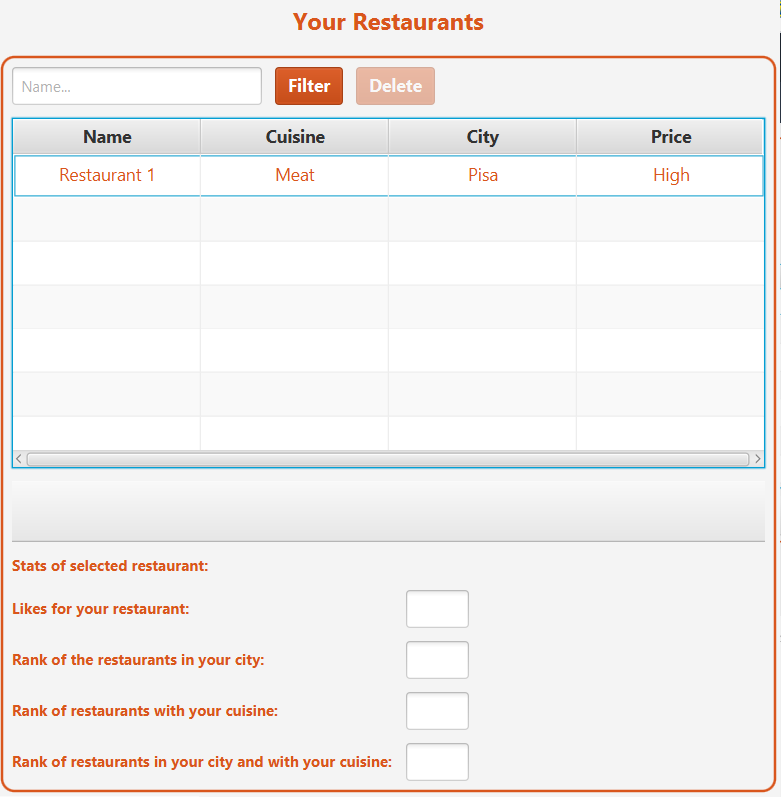 Your Restaurants
Name... Filter Delete
Name Cuisine City Price
Restaurant 1 Meat Pisa High
Stats of selected restaurant:
Likes for your restaurant:
Rank of the restaurants in your city:
Rank of restaurants with your cuisine:
Rank of restaurants in your city and with your cuisine: